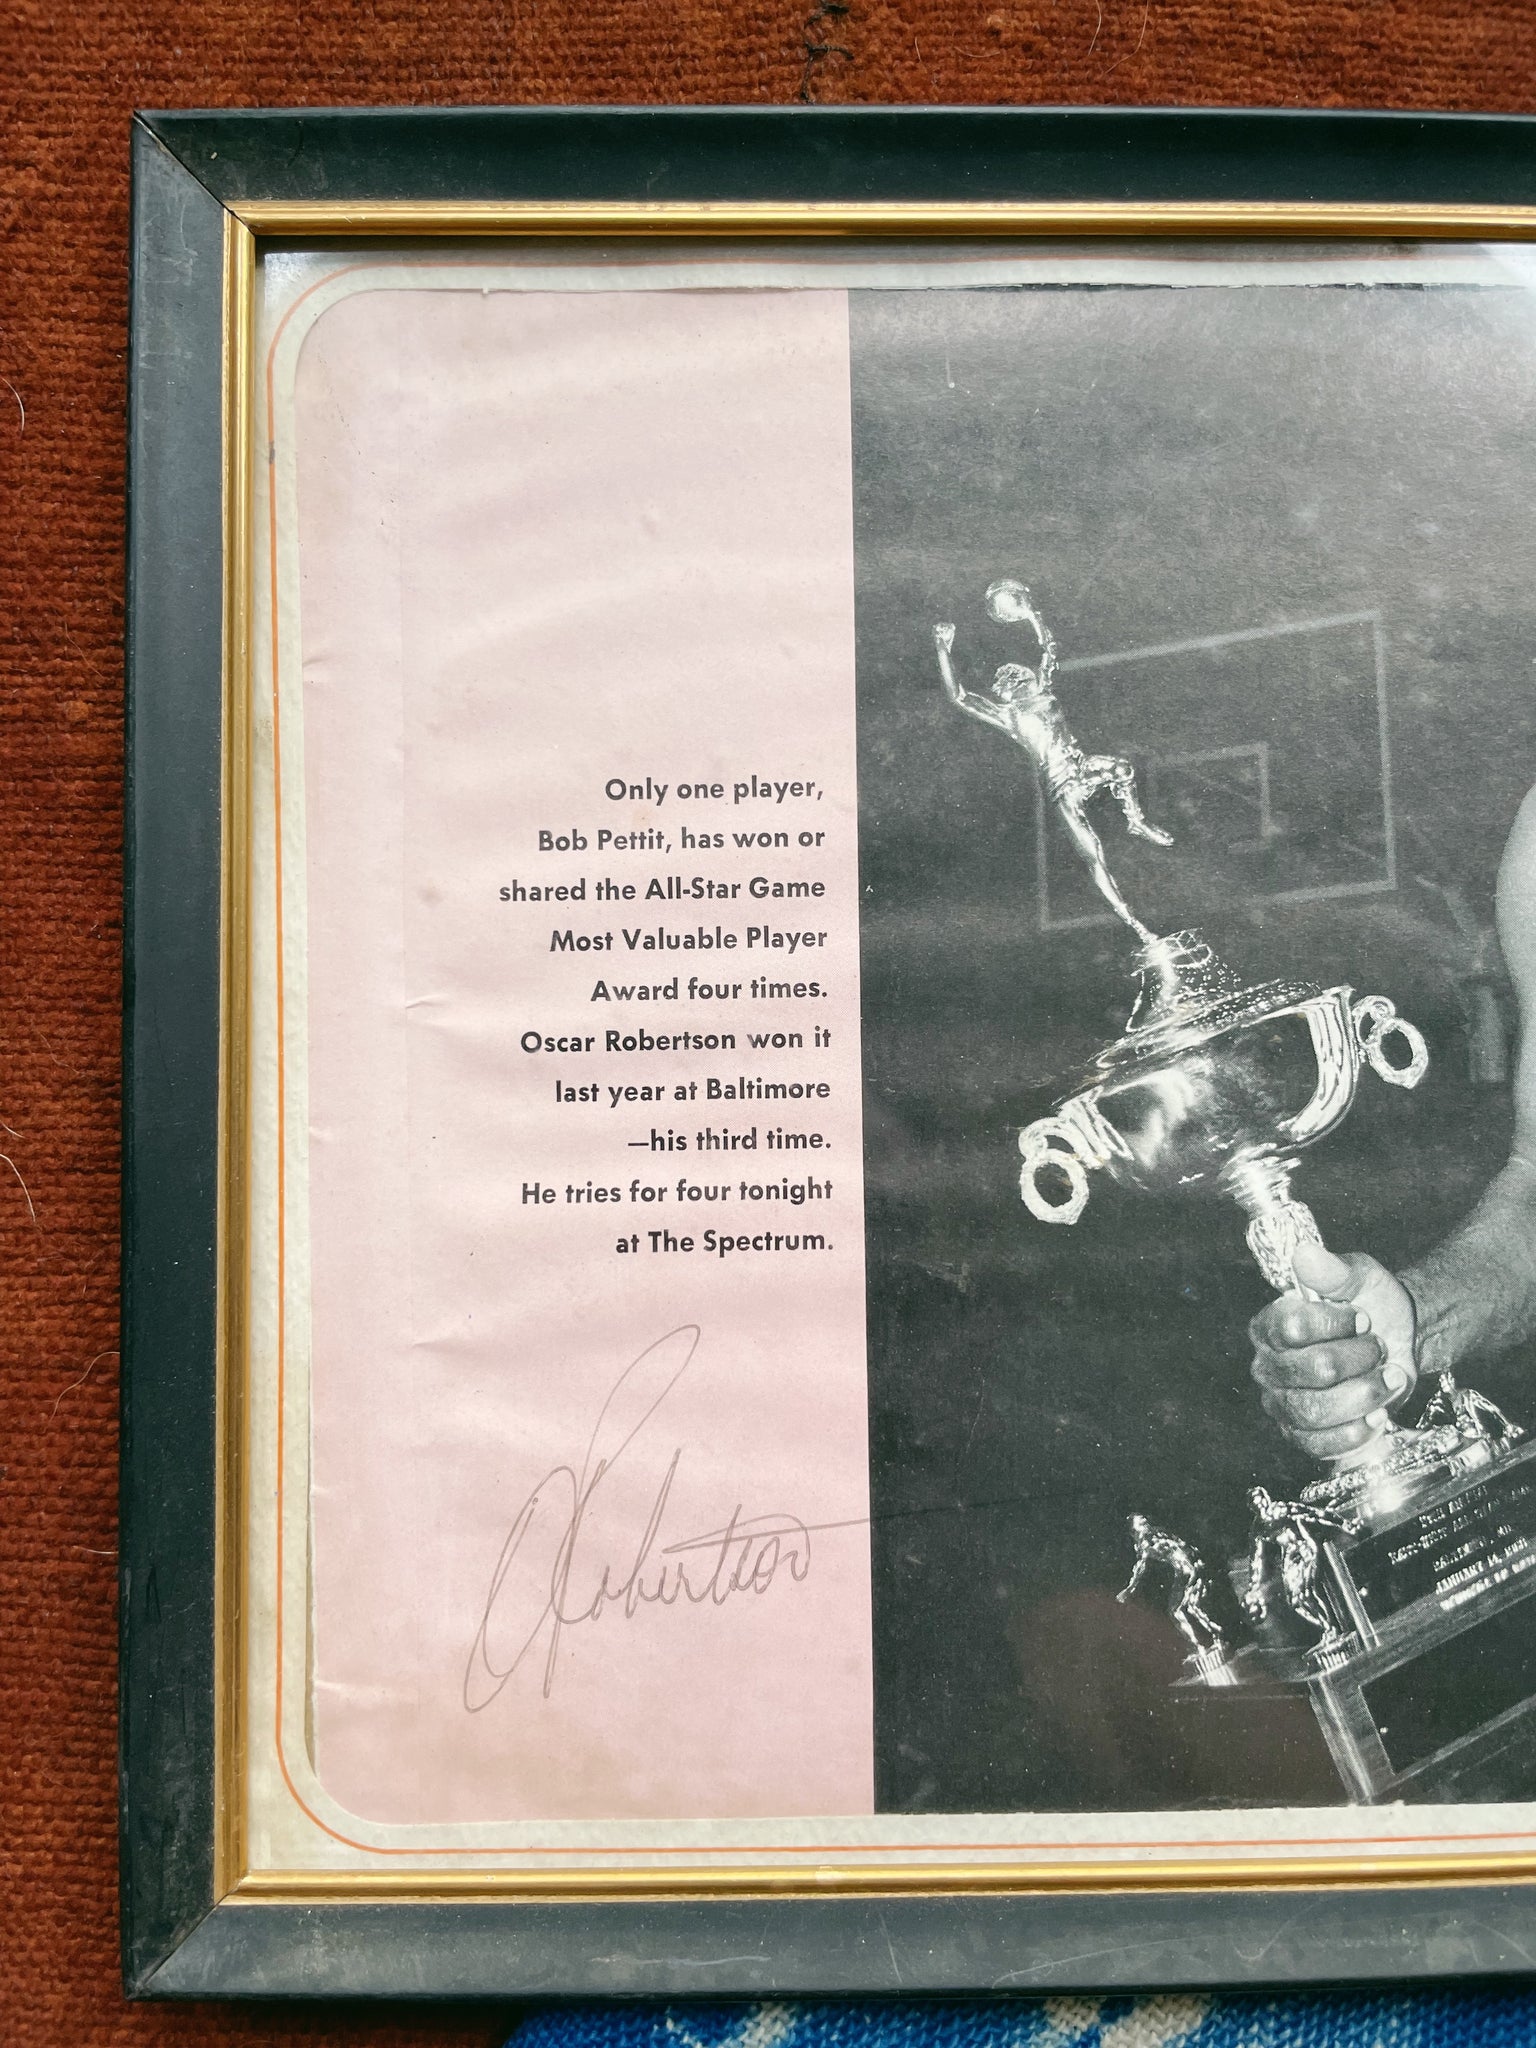 Only one player,
Bob Pettit, has won or
shared the All-Star Game
Most Valuable Player
Award four times.
Oscar Robertson won it
last year at Baltimore
—his third time.
He tries for four tonight
at The Spectrum.
O Robertson
JANUARY 14,